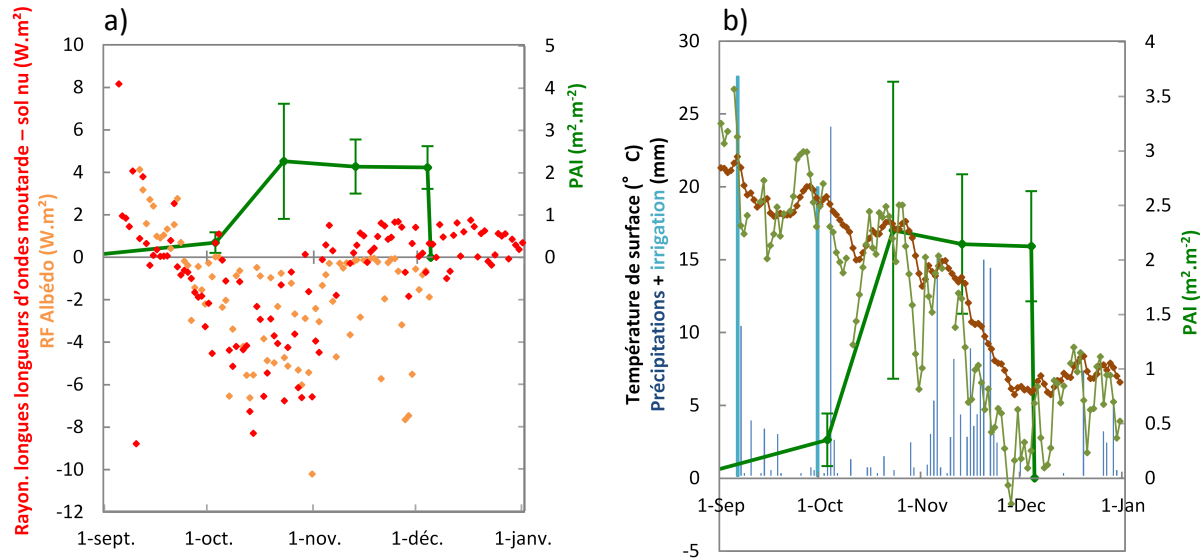 a)
Rayon. longues longueurs d'ondes moutarde – sol nu (W.m²)
RF Albédo (W.m²)
10
8
6
4
2
0
-2
-4
-6
-8
-10
-12
5
4
3
2
1
0
PAI (m².m⁻²)
1-sept.
1-oct.
1-nov.
1-déc.
1-janv.
b)
Température de surface (° C)
Précipitations + irrigation (mm)
30
25
20
15
10
5
0
-5
4
3.5
3
2.5
2
1.5
1
0.5
0
PAI (m².m⁻²)
1-Sep
1-Oct
1-Nov
1-Dec
1-Jan